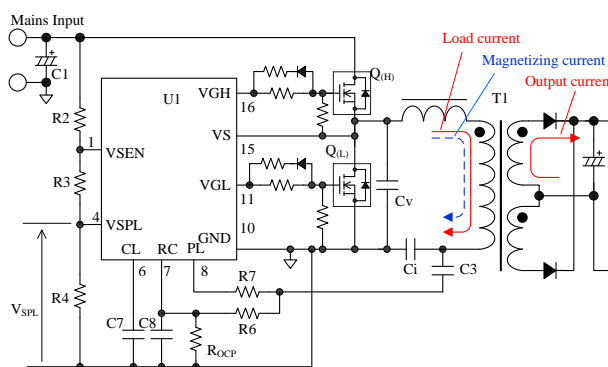 Mains Input
C1
Load current
Magnetizing current
Output current
Q(H)
T1
U1
VGH
16
R2
1
VSEN
VS
15
R3
Q(L)
VGL
11
Cv
4
VSPL
10
GND
CL
RC
PL
6
7
8
Ci
C3
R7
R6
R4
VSPL
C7
C8
ROCP